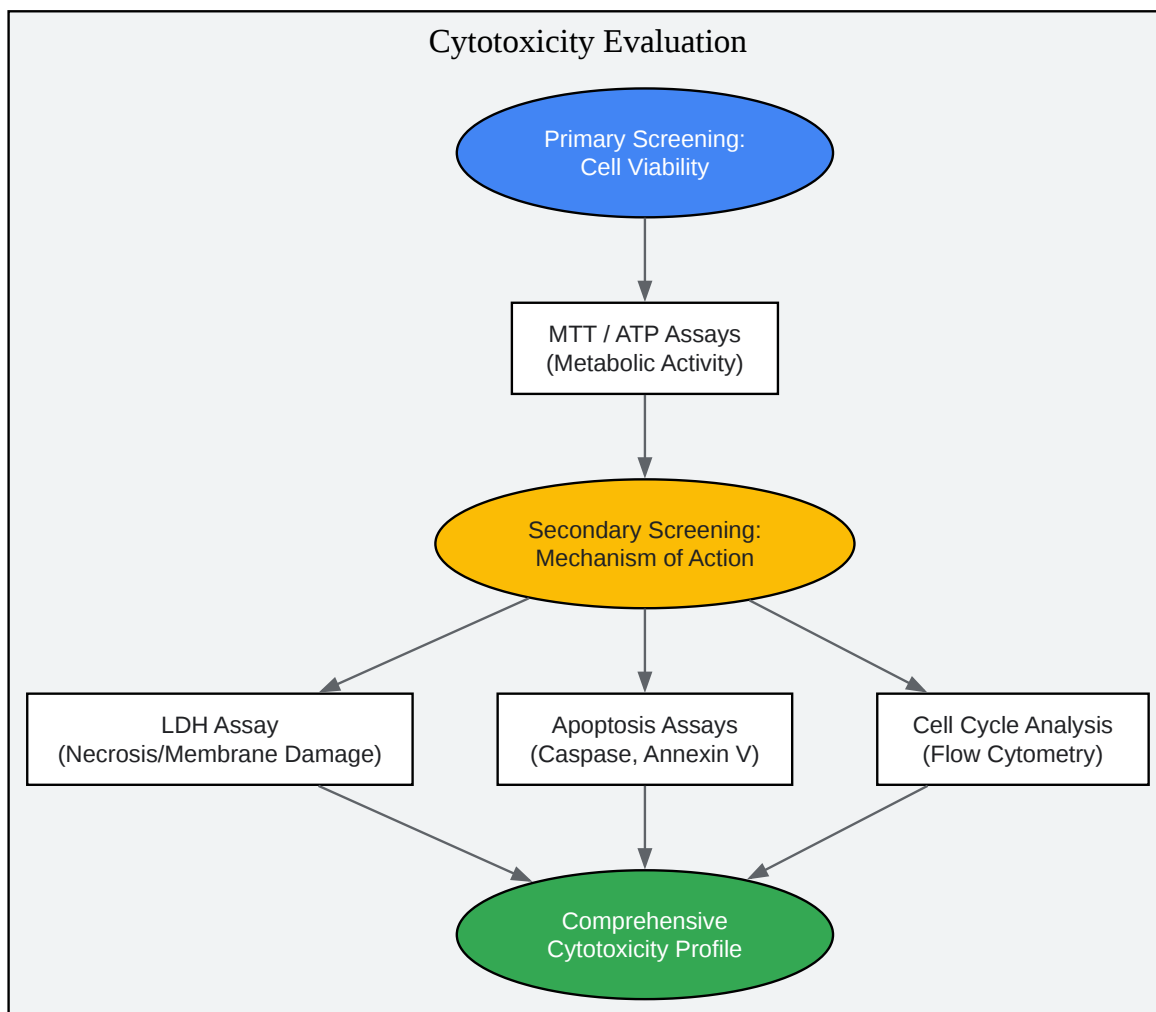 Cytotoxicity Evaluation
Primary Screening:
Cell Viability
MTT / ATP Assays
(Metabolic Activity)
Secondary Screening:
Mechanism of Action
LDH Assay
(Necrosis/Membrane Damage)
Apoptosis Assays
(Caspase, Annexin V)
Cell Cycle Analysis
(Flow Cytometry)
Comprehensive
Cytotoxicity Profile